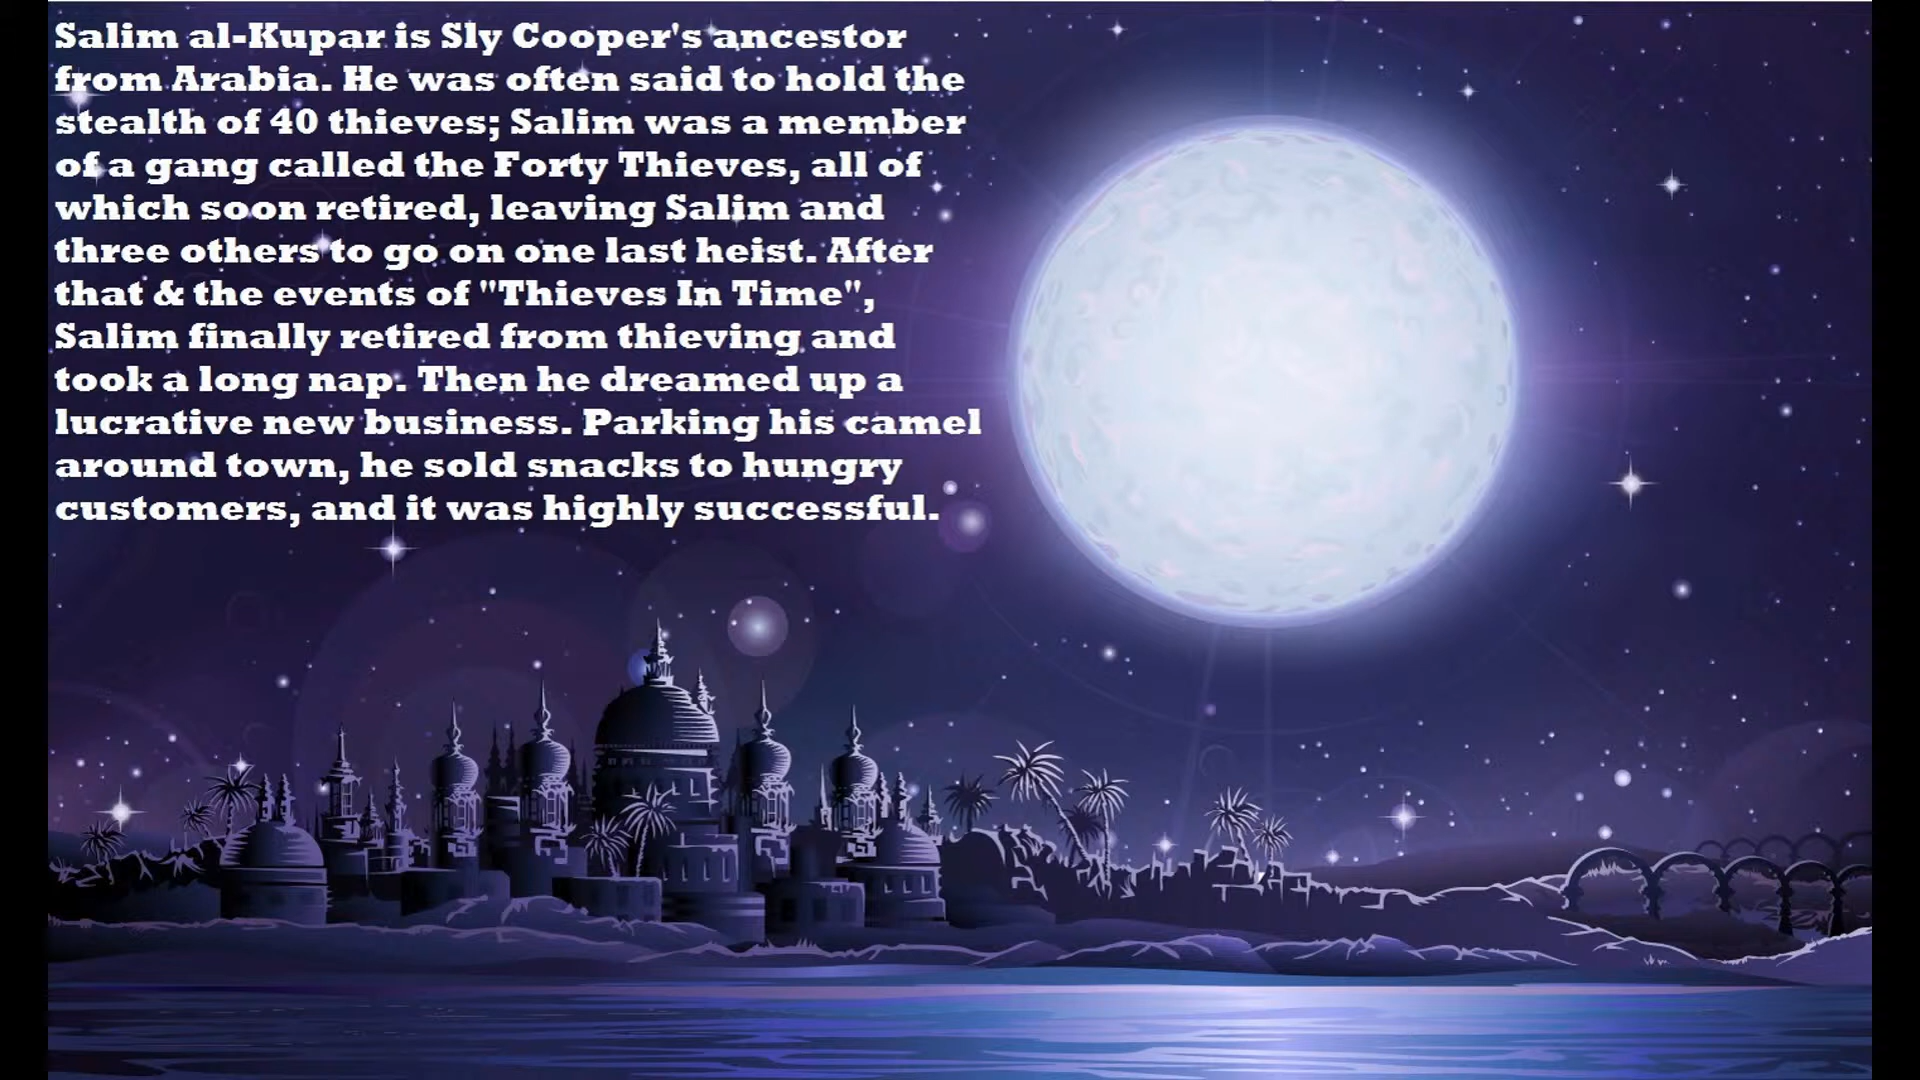 Salim al-Kupar is Sly Cooper's ancestor
from Arabia. He was often said to hold the
stealth of 40 thieves; Salim was a member
of a gang called the Forty Thieves, all of
which soon retired, leaving Salim and
three others to go on one last heist. After
that & the events of "Thieves In Time",
Salim finally retired from thieving and
took a long nap. Then he dreamed up a
lucrative new business. Parking his camel
around town, he sold snacks to hungry
customers, and it was highly successful.